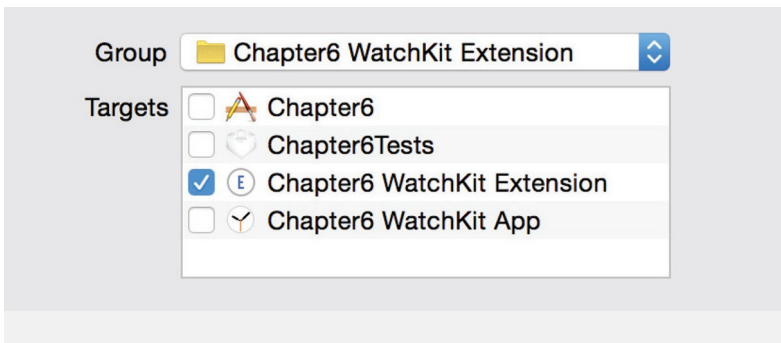 Group Chapter6 WatchKit Extension
Targets Chapter6
Chapter6Tests
E Chapter6 WatchKit Extension
Chapter6 WatchKit App